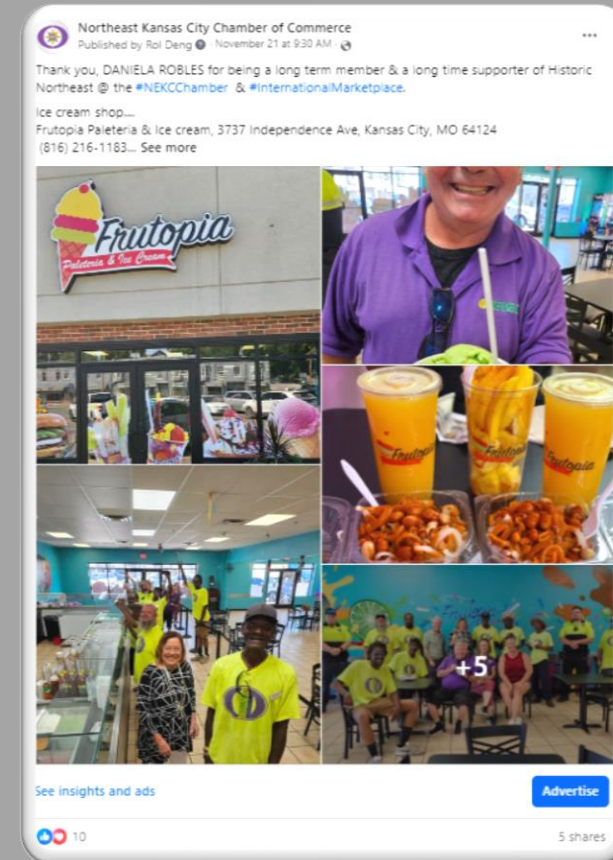 Northeast Kansas City Chamber of Commerce
Published by Rol Deng · November 21 at 9:30 AM ·
Thank you, DANIELA ROBLES for being a long term member & a long time supporter of Historic
Northeast @ the #NEKCChamber & #InternationalMarketplace.
Ice cream shop....
Frutopia Paleteria & Ice cream, 3737 Independence Ave, Kansas City, MO 64124
(816) 216-1183... See more
Frutopia
Paleteria & Ice Cream
Frutopia
Frutopia
Frutopia
+5
See insights and ads
Advertise
10
5 shares